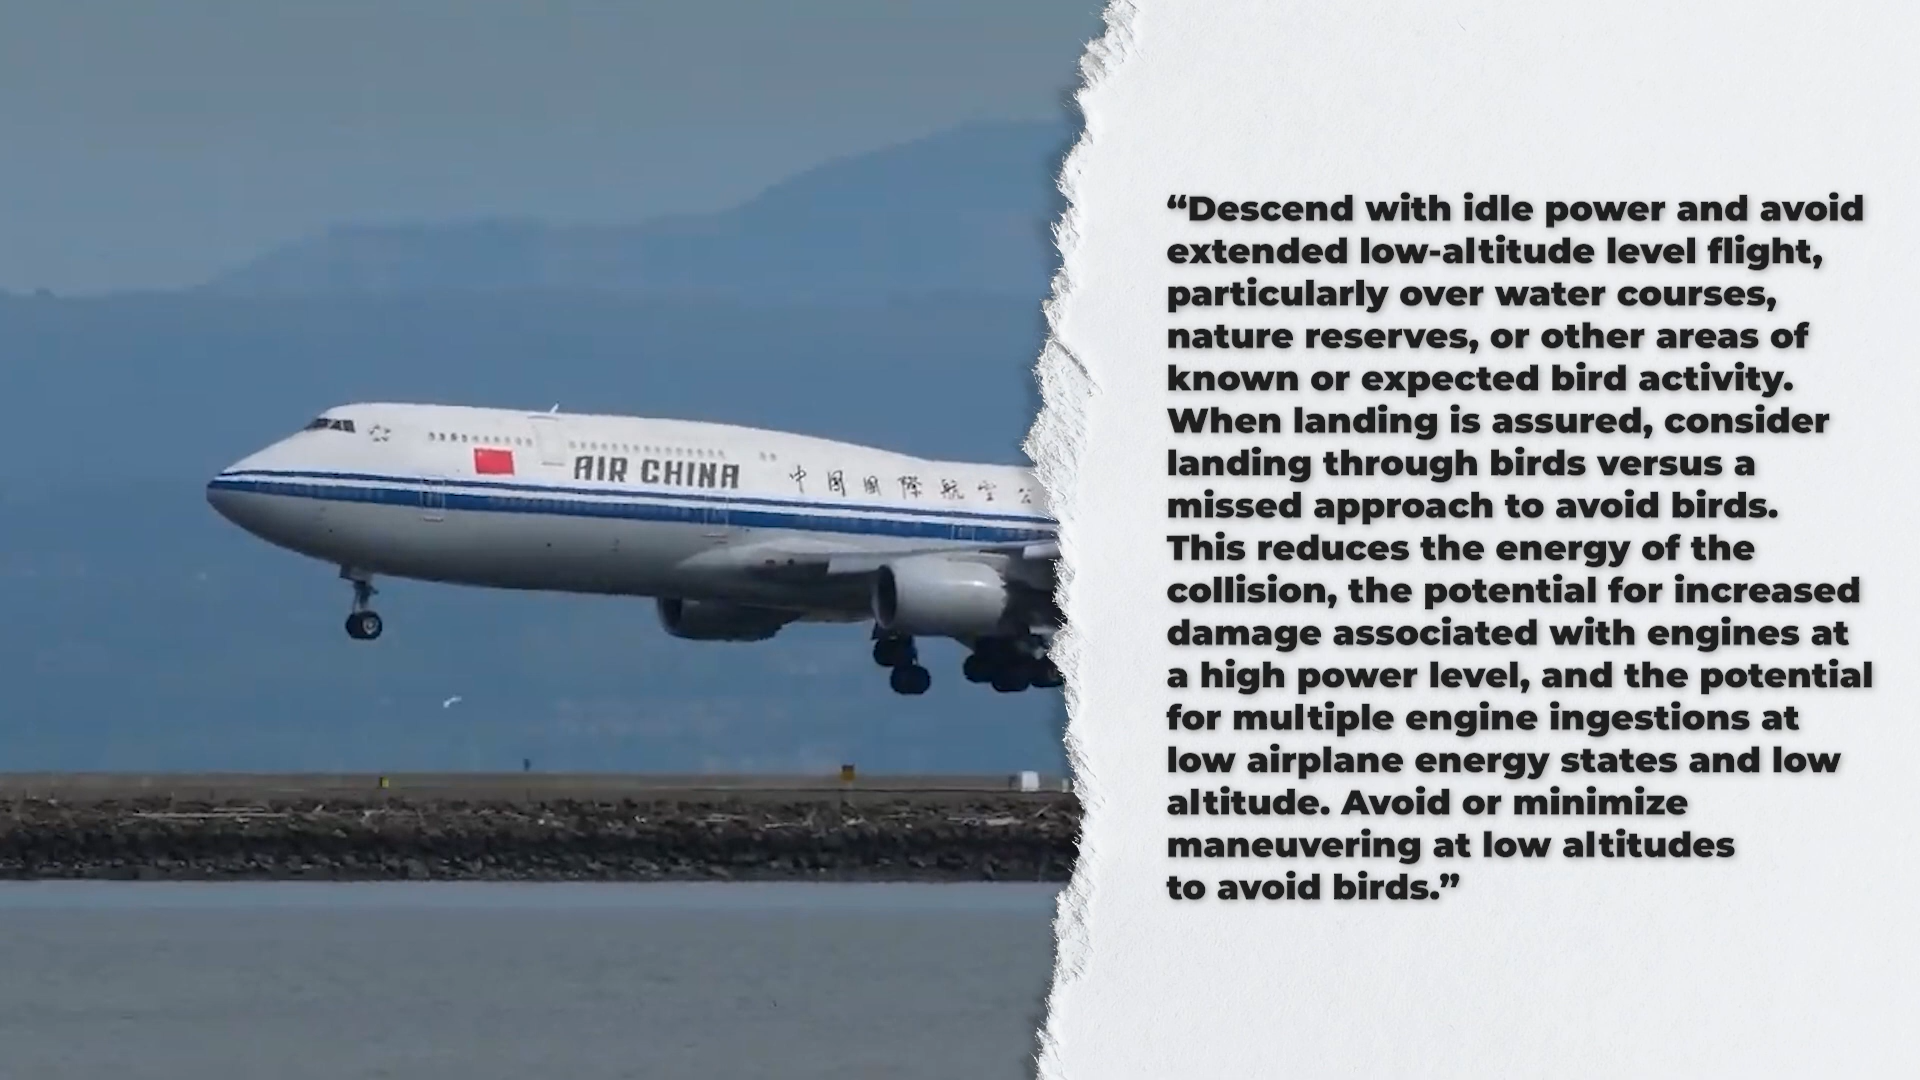 AIR CHINA 中国国際航空公
“Descend with idle power and avoid
extended low-altitude level flight,
particularly over water courses,
nature reserves, or other areas of
known or expected bird activity.
When landing is assured, consider
landing through birds versus a
missed approach to avoid birds.
This reduces the energy of the
collision, the potential for increased
damage associated with engines at
a high power level, and the potential
for multiple engine ingestions at
low airplane energy states and low
altitude. Avoid or minimize
maneuvering at low altitudes
to avoid birds.”